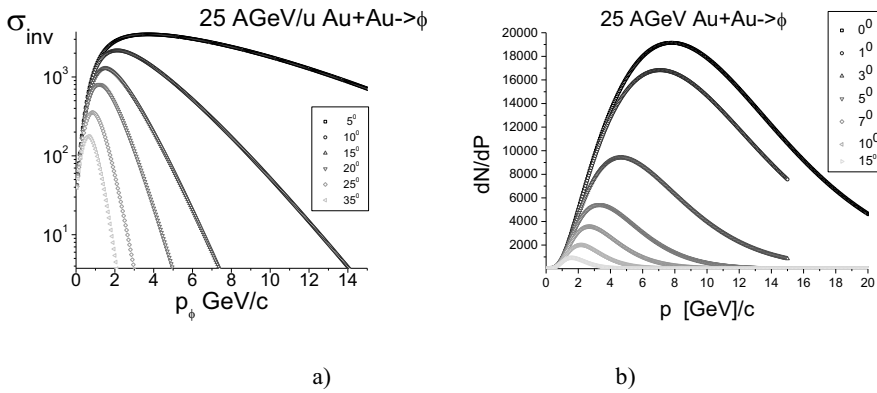 25 AGeV/u Au+Au->ϕ
σinv
10³
10²
10¹
5⁰
10⁰
15⁰
20⁰
25⁰
35⁰
0 2 4 6 8 10 12 14
pϕ GeV/c
a)
25 AGeV Au+Au->ϕ
20000
18000
16000
14000
12000
10000
8000
6000
4000
2000
dN/dP
0⁰
1⁰
3⁰
5⁰
7⁰
10⁰
15⁰
0 2 4 6 8 10 12 14 16 18 20
p [GeV]/c
b)